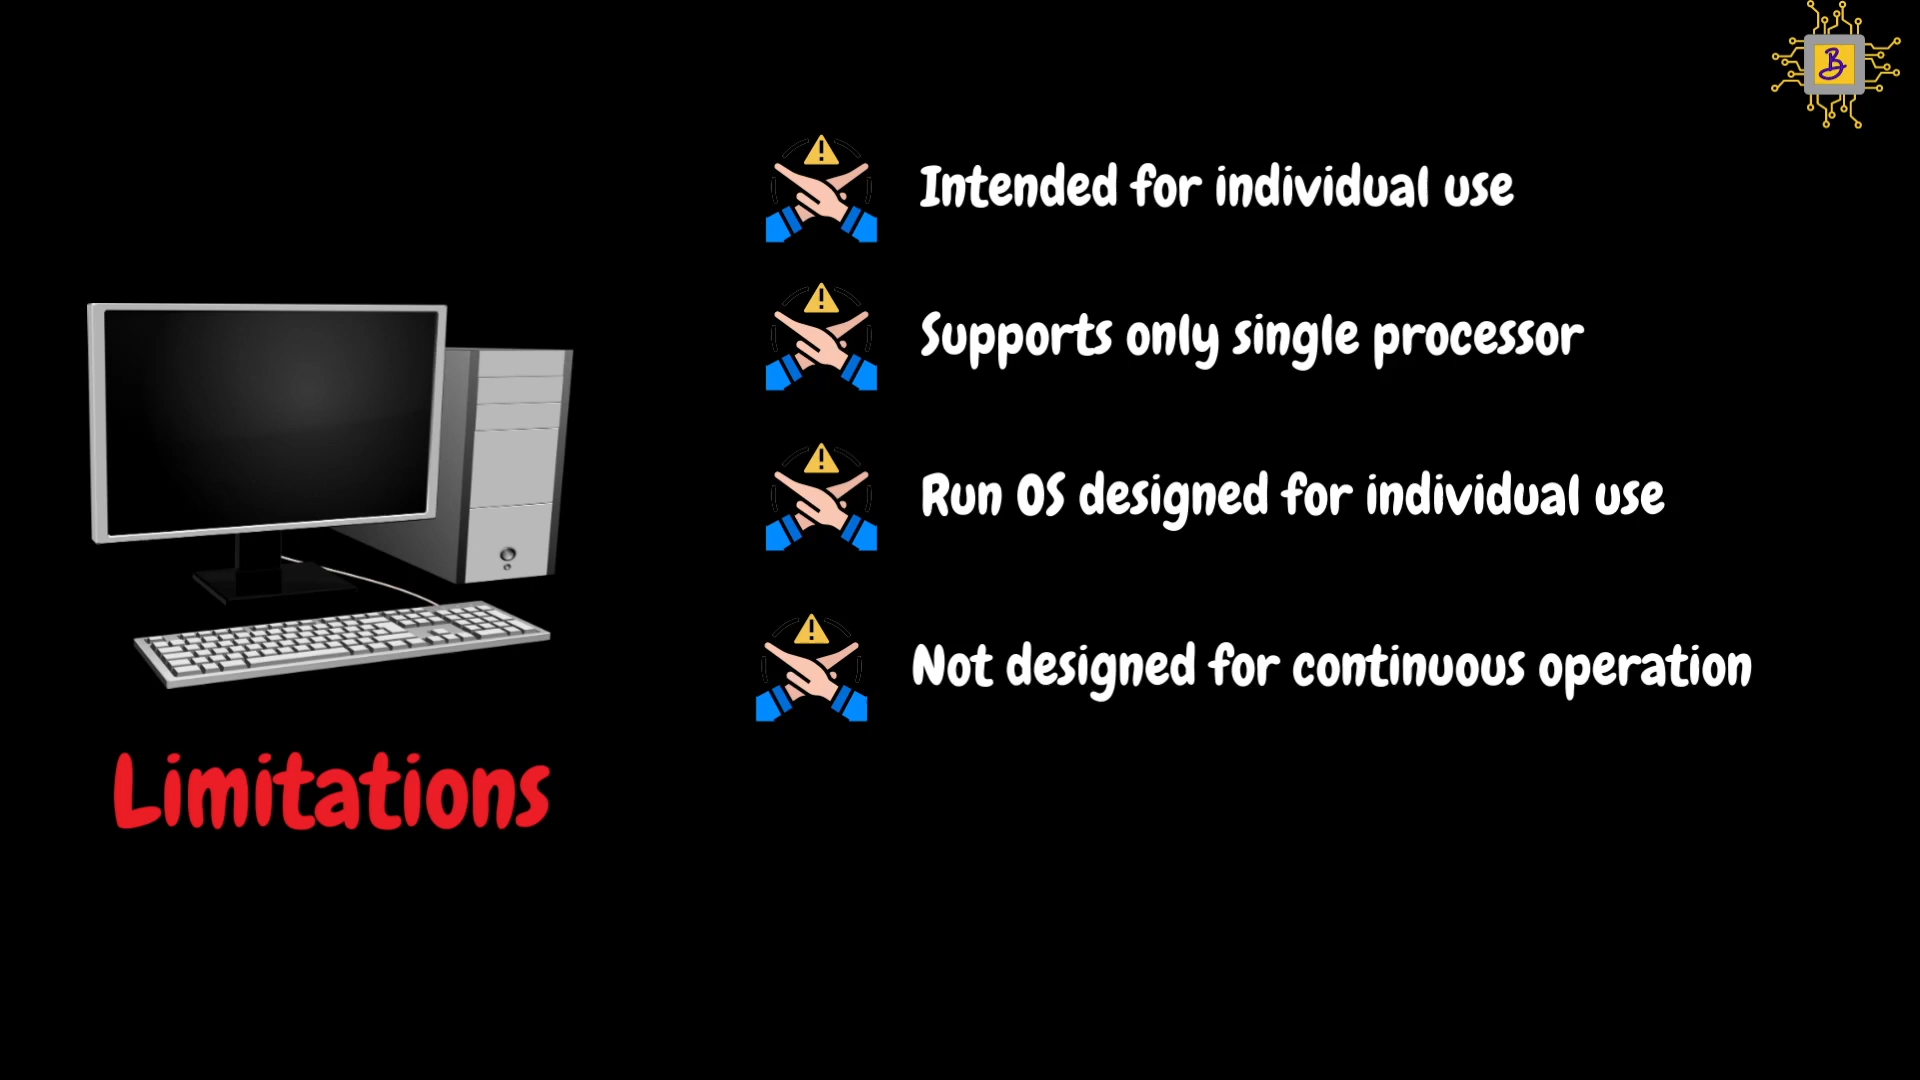 B
Intended for individual use
Supports only single processor
Run OS designed for individual use
Not designed for continuous operation
Limitations